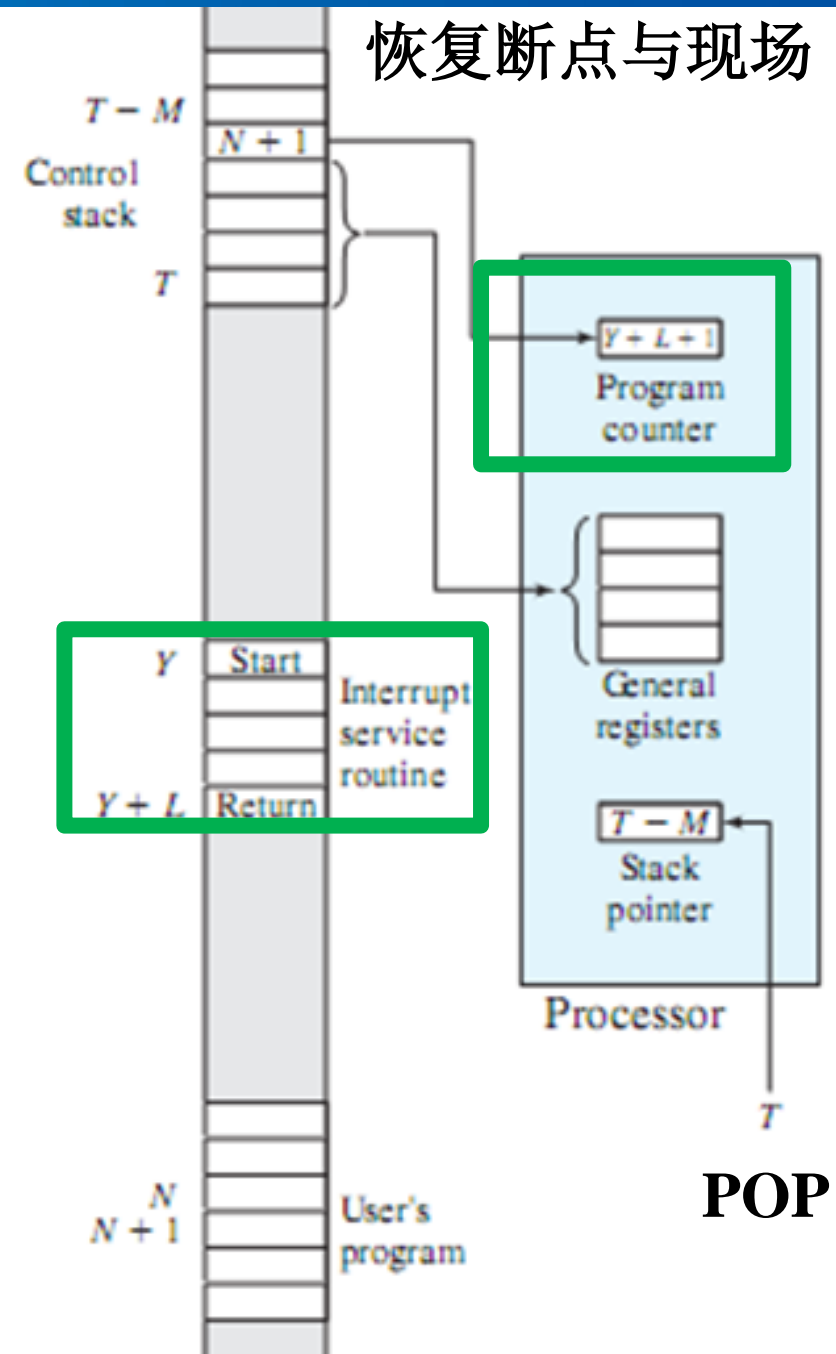 恢复断点与现场
T − M
N + 1
Control
stack
T
Y + L + 1
Program
counter
Y
Start
Interrupt
service
routine
Y + L
Return
General
registers
T − M
Stack
pointer
Processor
T
POP
N
N + 1
User's
program